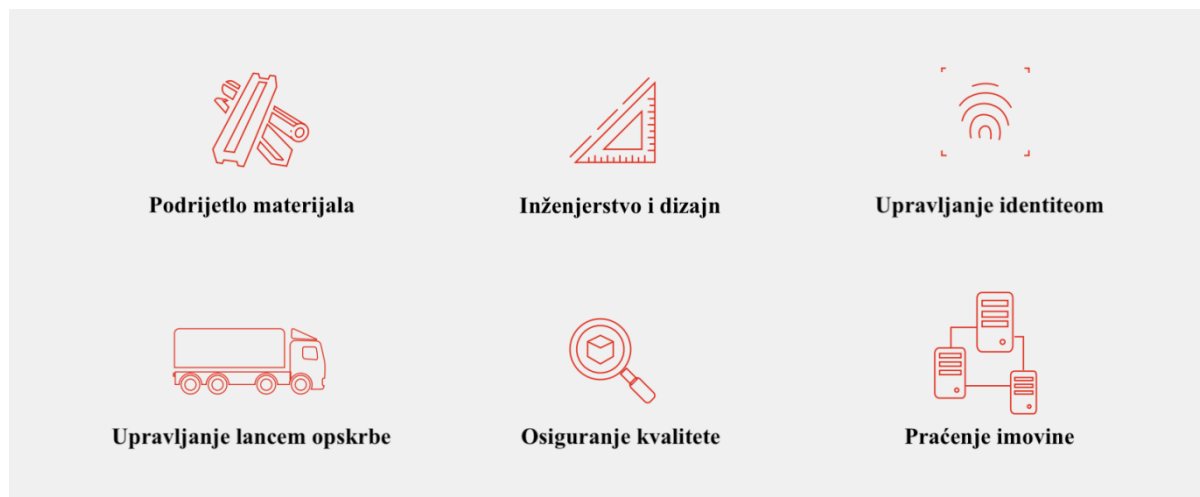 Podrijetlo materijala
Inženjerstvo i dizajn
Upravljanje identiteom
Upravljanje lancem opskrbe
Osiguranje kvalitete
Praćenje imovine